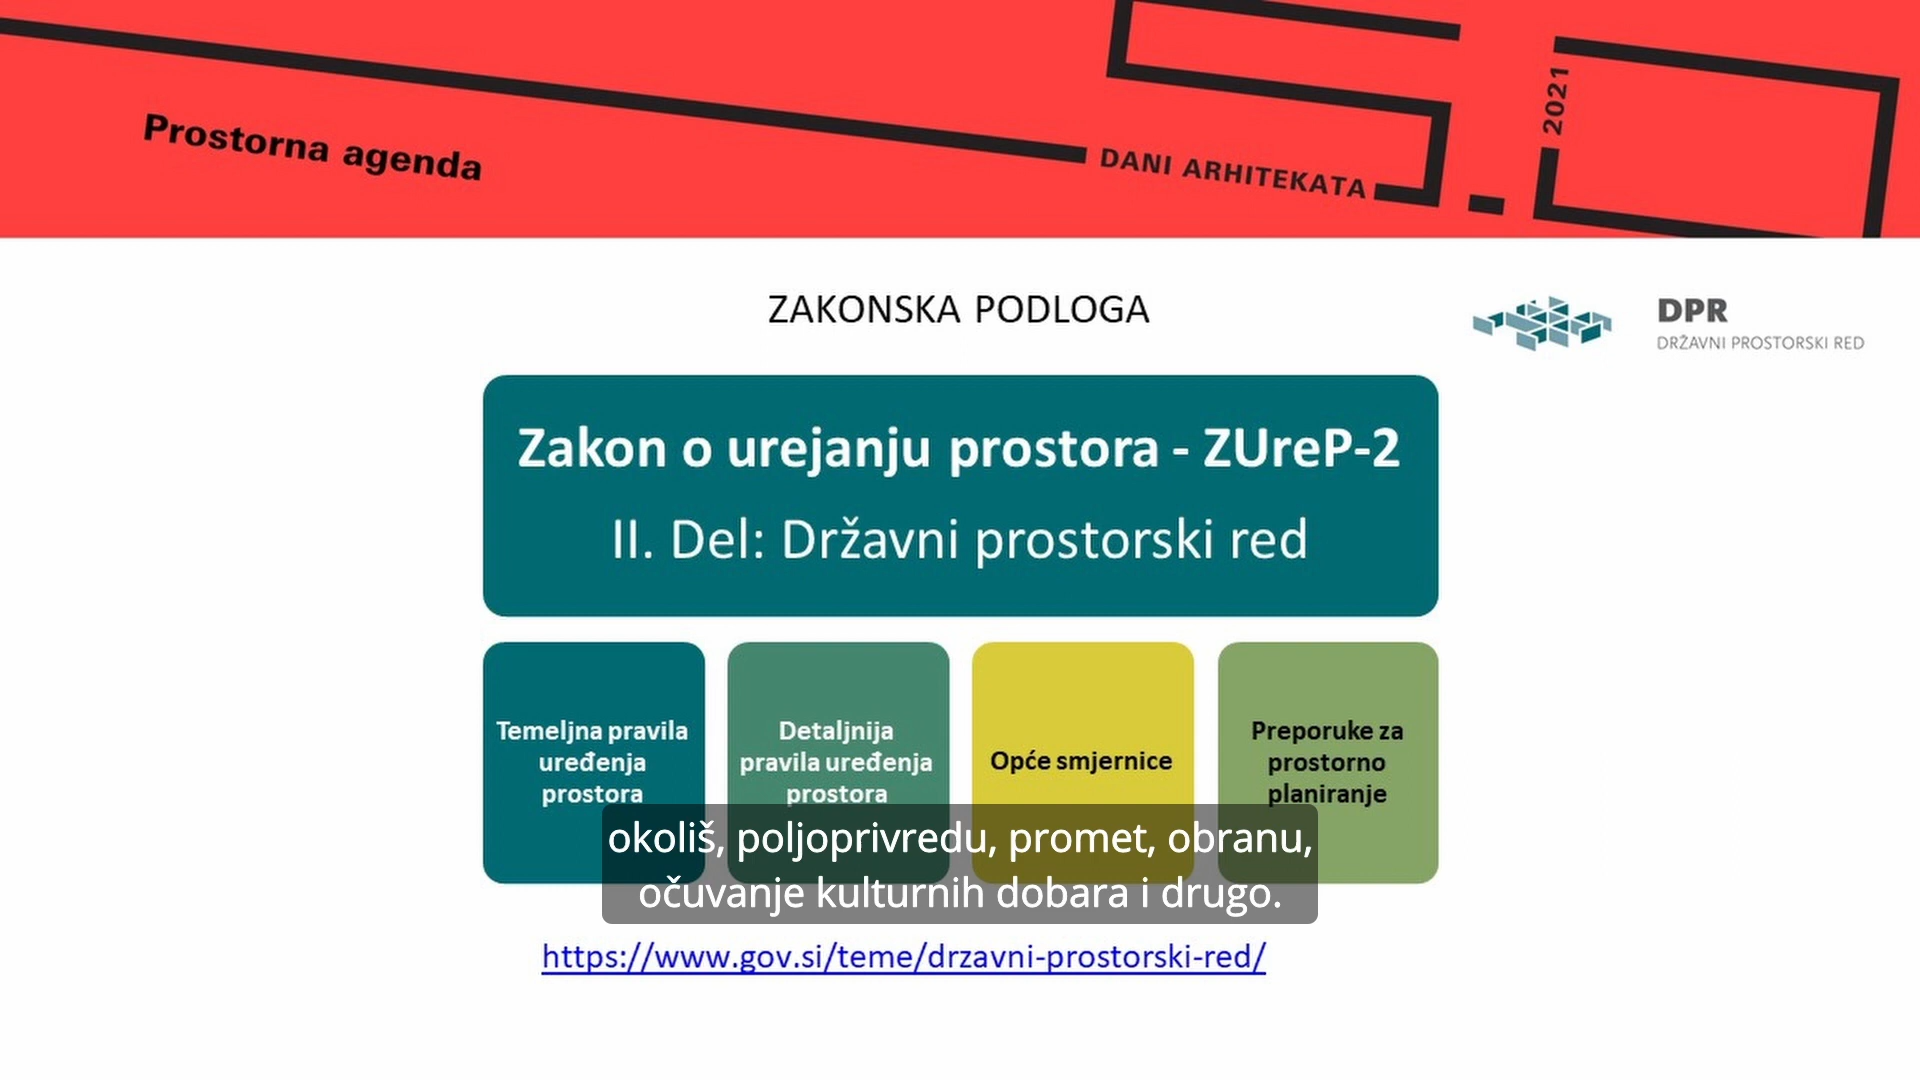 Prostorna agenda
DANI ARHITEKATA
2021
ZAKONSKA PODLOGA
DPR
DRŽAVNI PROSTORSKI RED
Zakon o urejanju prostora - ZUreP-2
II. Del: Državni prostorski red
Temeljna pravila
uređenja
prostora
Detaljnija
pravila uređenja
prostora
Opće smjernice
Preporuke za
prostorno
planiranje
okoliš, poljoprivredu, promet, obranu,
očuvanje kulturnih dobara i drugo.
https://www.gov.si/teme/drzavni-prostorski-red/